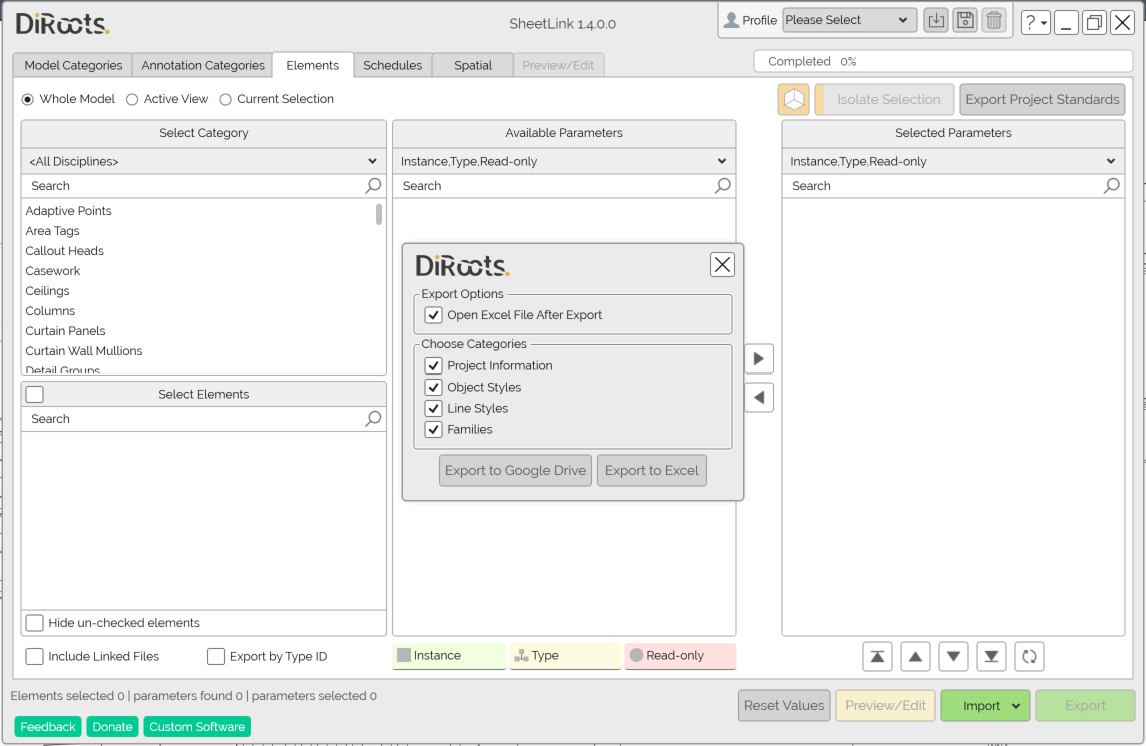 DiRoots.
SheetLink 1.4.0.0
Profile
Please Select
?
Model Categories
Annotation Categories
Elements
Schedules
Spatial
Preview/Edit
Completed 0%
Whole Model
Active View
Current Selection
Isolate Selection
Export Project Standards
Select Category
Available Parameters
Selected Parameters
<All Disciplines>
Instance,Type,Read-only
Instance,Type,Read-only
Search
Search
Search
Adaptive Points
Area Tags
Callout Heads
Casework
Ceilings
Columns
Curtain Panels
Curtain Wall Mullions
Detail Groups
DiRoots.
Export Options
Open Excel File After Export
Choose Categories
Project Information
Object Styles
Line Styles
Families
Export to Google Drive
Export to Excel
Select Elements
Search
Hide un-checked elements
Include Linked Files
Export by Type ID
Instance
Type
Read-only
Elements selected 0 | parameters found 0 | parameters selected 0
Reset Values
Preview/Edit
Import
Export
Feedback
Donate
Custom Software